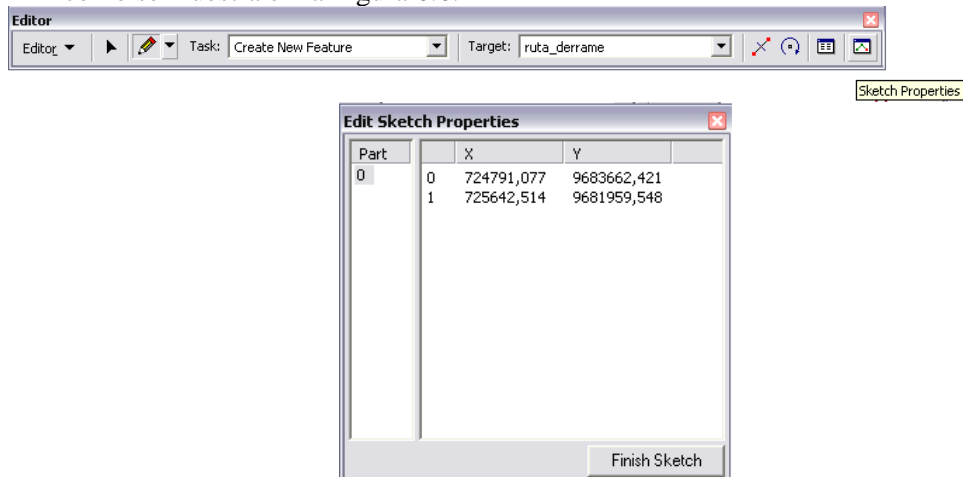 Editor
Editor Task: Create New Feature Target: ruta_derrame
Sketch Properties
Edit Sketch Properties
Part X Y
0 0 724791,077 9683662,421
1 725642,514 9681959,548
Finish Sketch